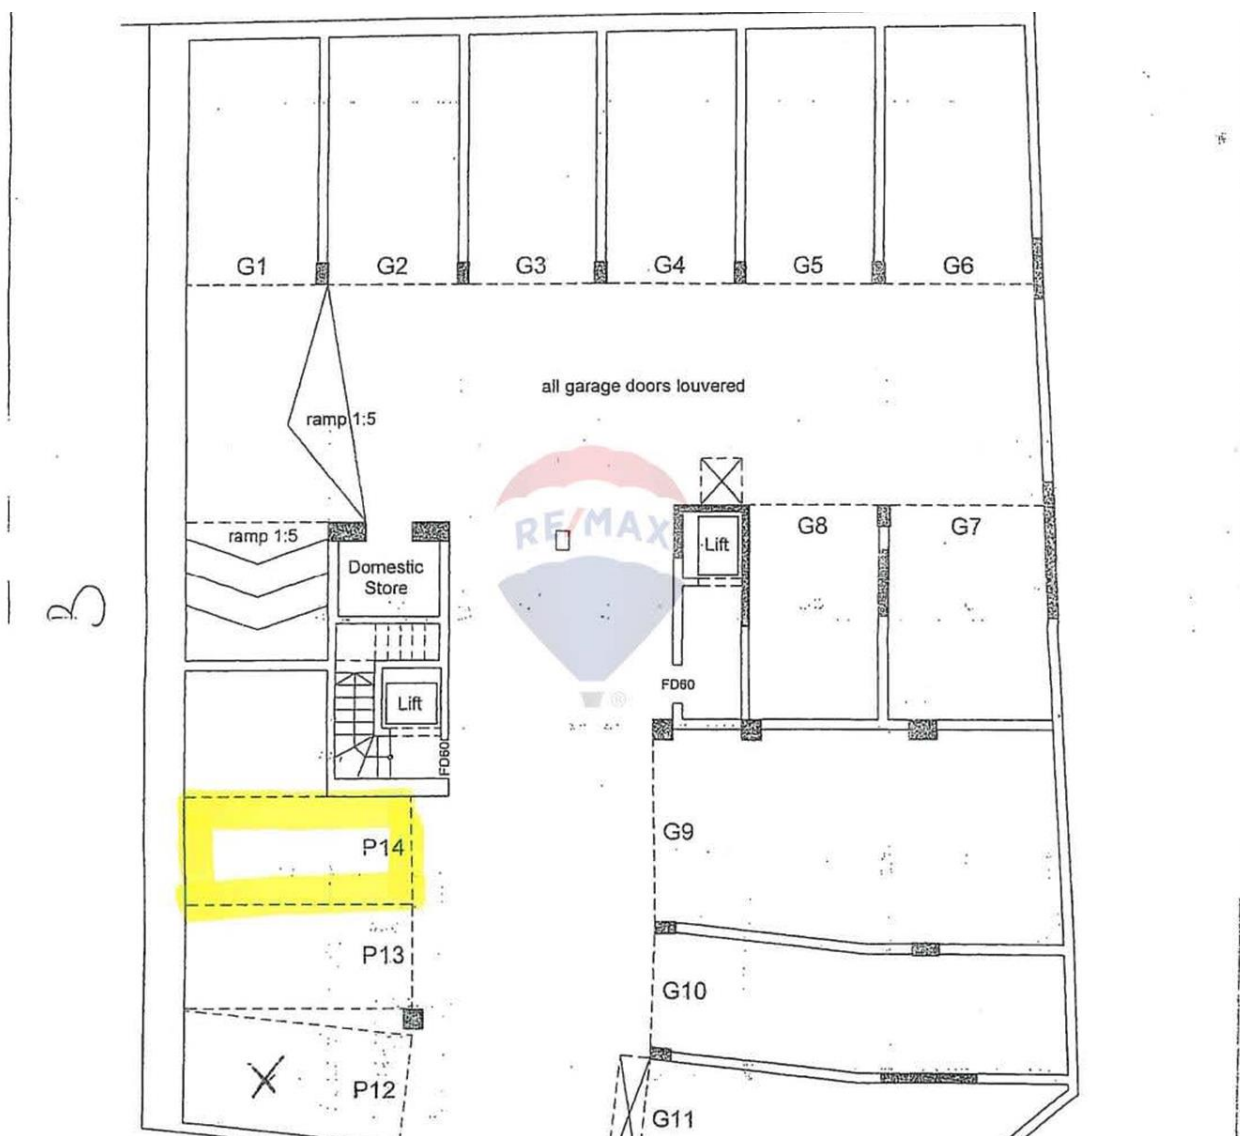 G1
G2
G3
G4
G5
G6
all garage doors louvered
ramp 1:5
ramp 1:5
Domestic
Store
RE/MAX
®
Lift
G8
G7
B
FD60
Lift
FD60
G9
P14
P13
G10
P12
G11